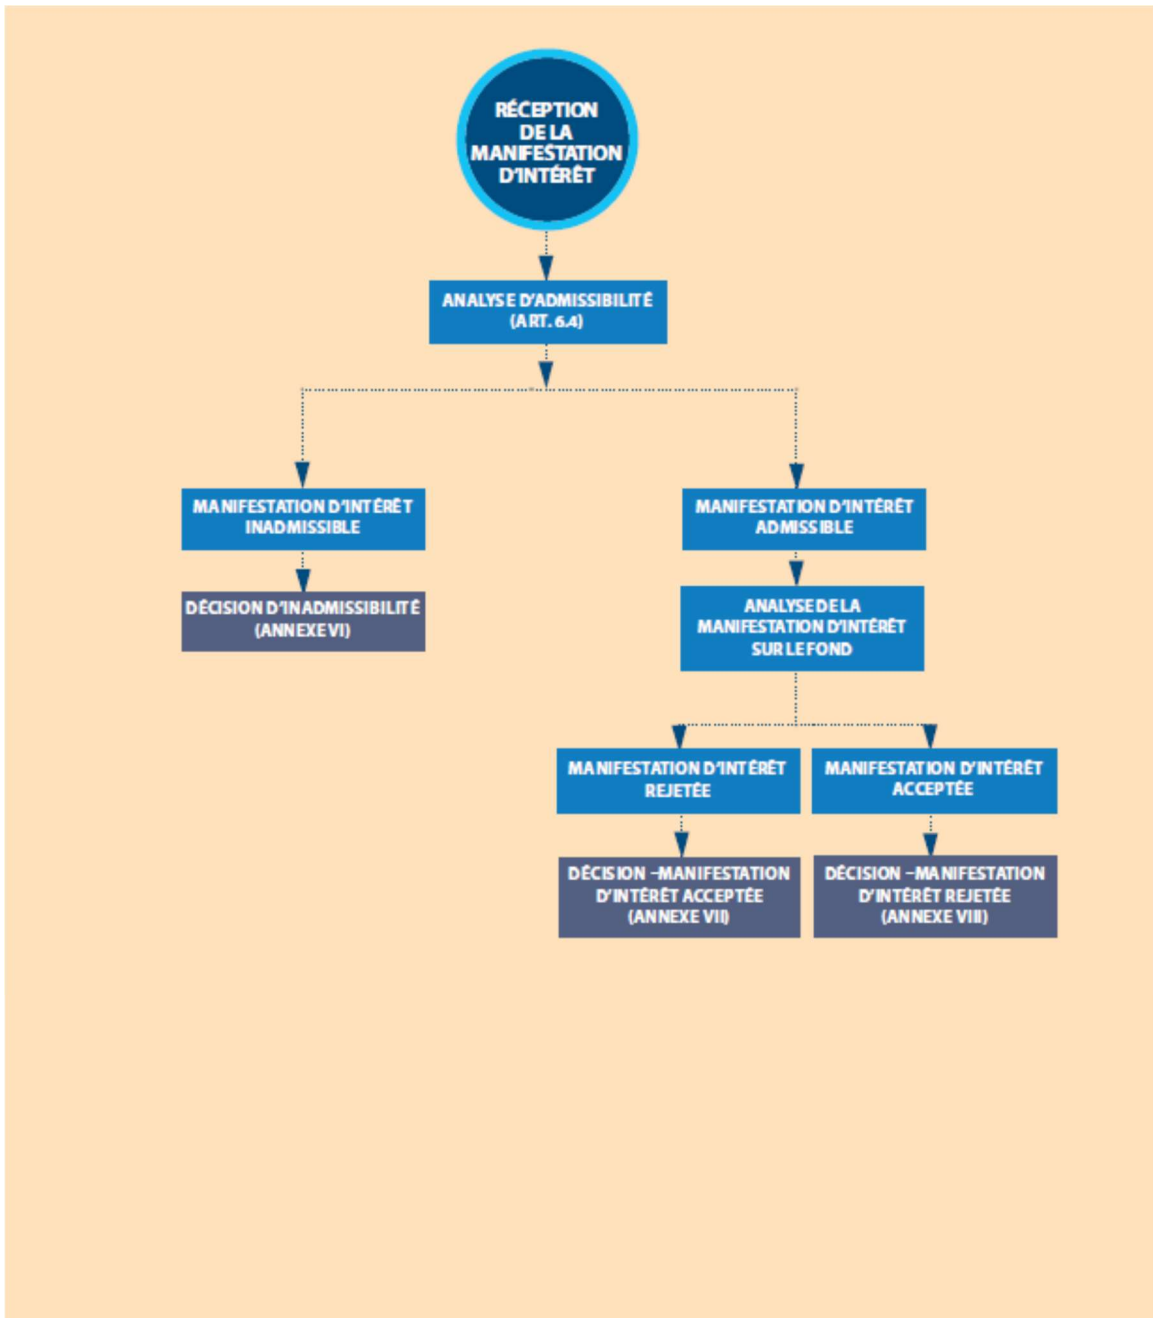 RÉCEPTION
DE LA
MANIFESTATION
D'INTÉRÊT
ANALYSE D'ADMISSIBILITÉ
(ART. 6.4)
MANIFESTATION D'INTÉRÊT
INADMISSIBLE
MANIFESTATION D'INTÉRÊT
ADMISSIBLE
DÉCISION D'INADMISSIBILITÉ
(ANNEXE VI)
ANALYSE DE LA
MANIFESTATION D'INTÉRÊT
SUR LE FOND
MANIFESTATION D'INTÉRÊT
REJETÉE
MANIFESTATION D'INTÉRÊT
ACCEPTÉE
DÉCISION –MANIFESTATION
D'INTÉRÊT ACCEPTÉE
(ANNEXE VII)
DÉCISION –MANIFESTATION
D'INTÉRÊT REJETÉE
(ANNEXE VIII)